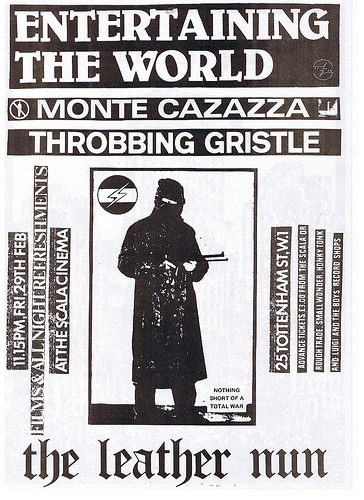 ENTERTAINING
THE WORLD
MONTE CAZAZZA
THROBBING GRISTLE
11.15PM, FRI 29TH FEB
FILMS & ALL NIGHT REFRESHMENTS
AT THE SCALA CINEMA
25 TOTTENHAM ST. W.1
ADVANCE TICKETS £3.00 FROM THE SCALA OR
ROUGH TRADE, SMALL WONDER, HONKY TONK
AND LUIGI AND THE BOYS RECORD SHOPS
NOTHING
SHORT OF A
TOTAL WAR
the leather nun